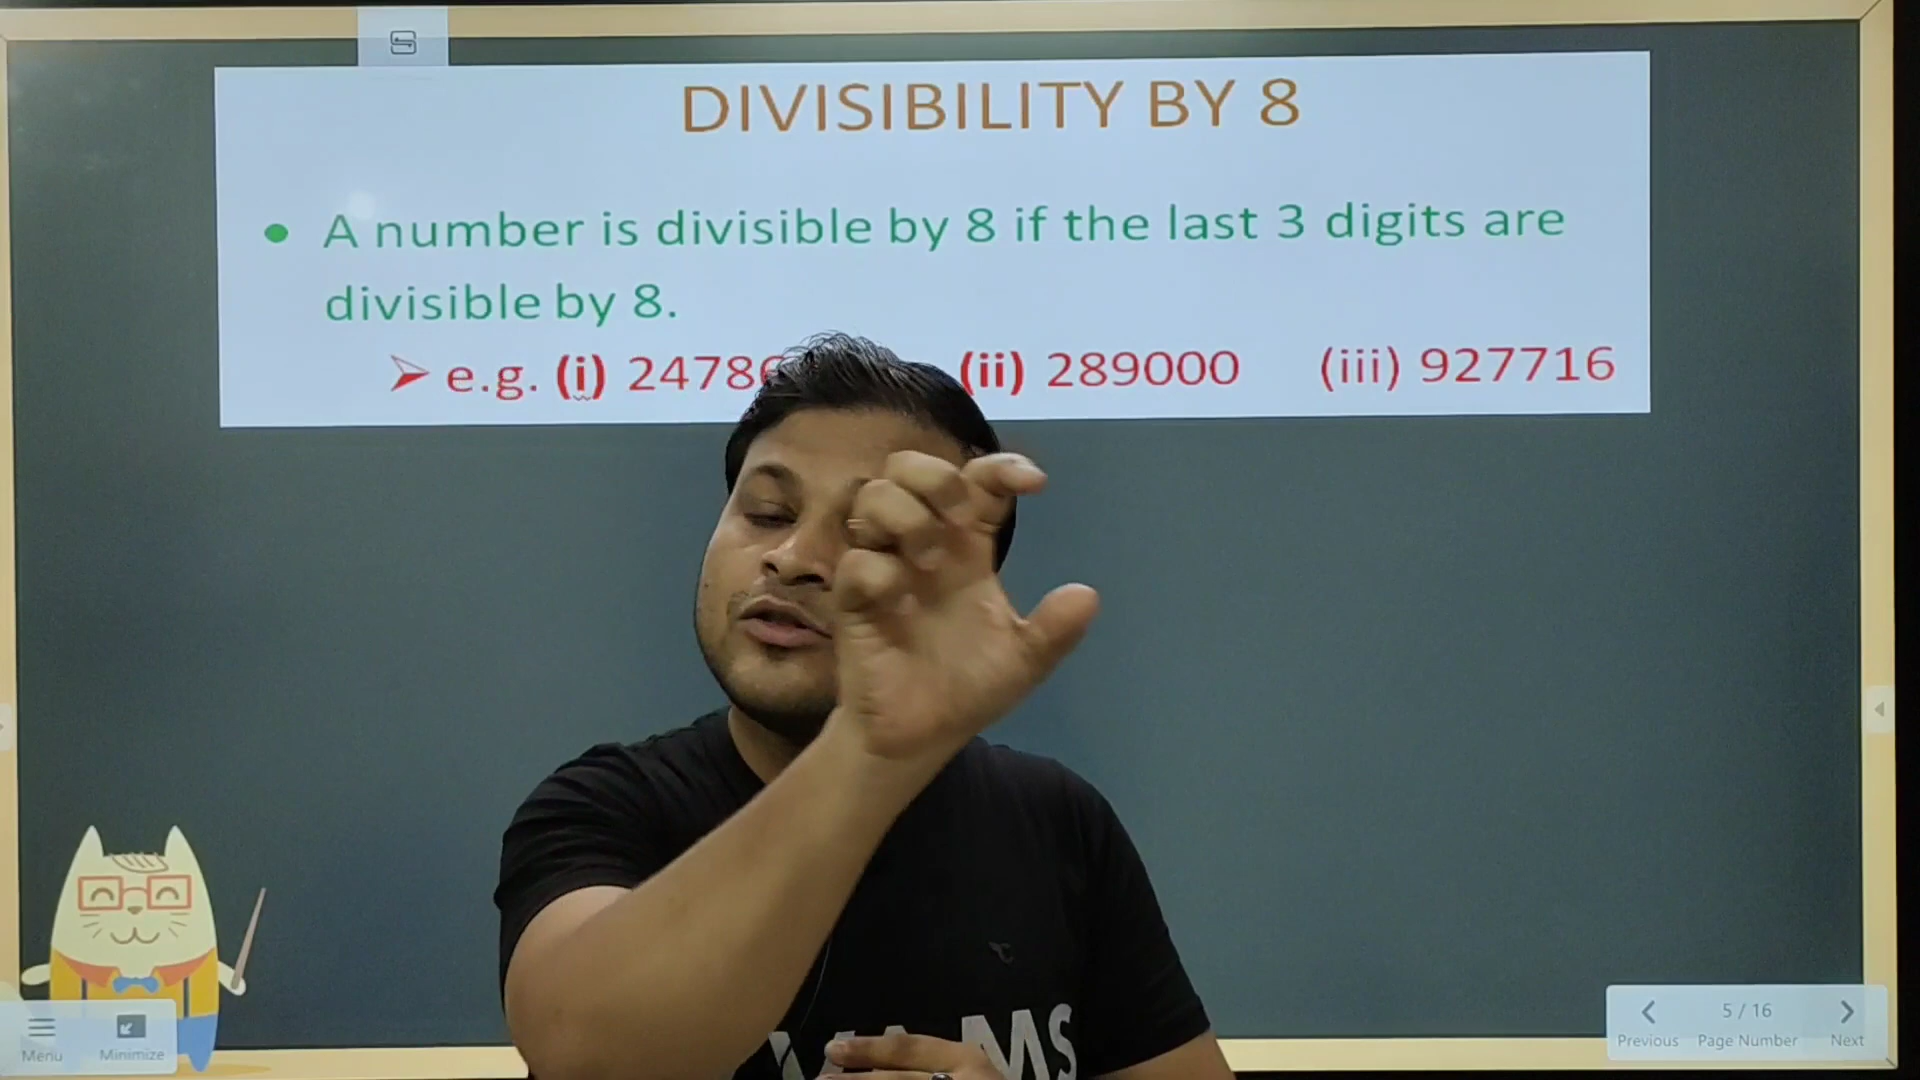 DIVISIBILITY BY 8
A number is divisible by 8 if the last 3 digits are
divisible by 8.
e.g. (i) (ii) 289000 (iii) 927716
5 / 16
Menu Minimize Previous Page Number Next